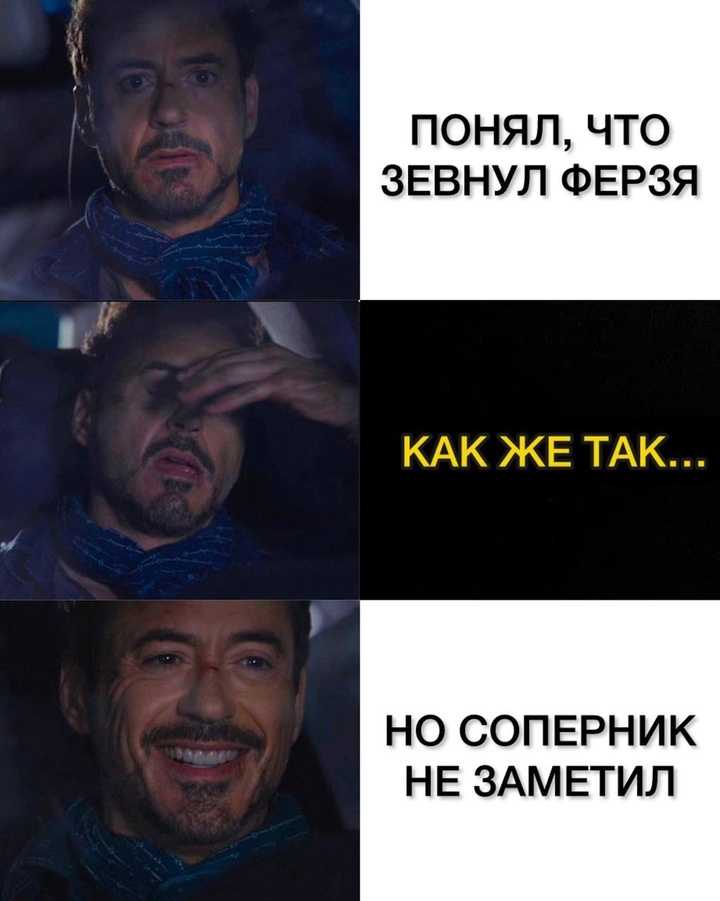 ПОНЯЛ, ЧТО
ЗЕВНУЛ ФЕРЗЯ
КАК ЖЕ ТАК...
НО СОПЕРНИК
НЕ ЗАМЕТИЛ